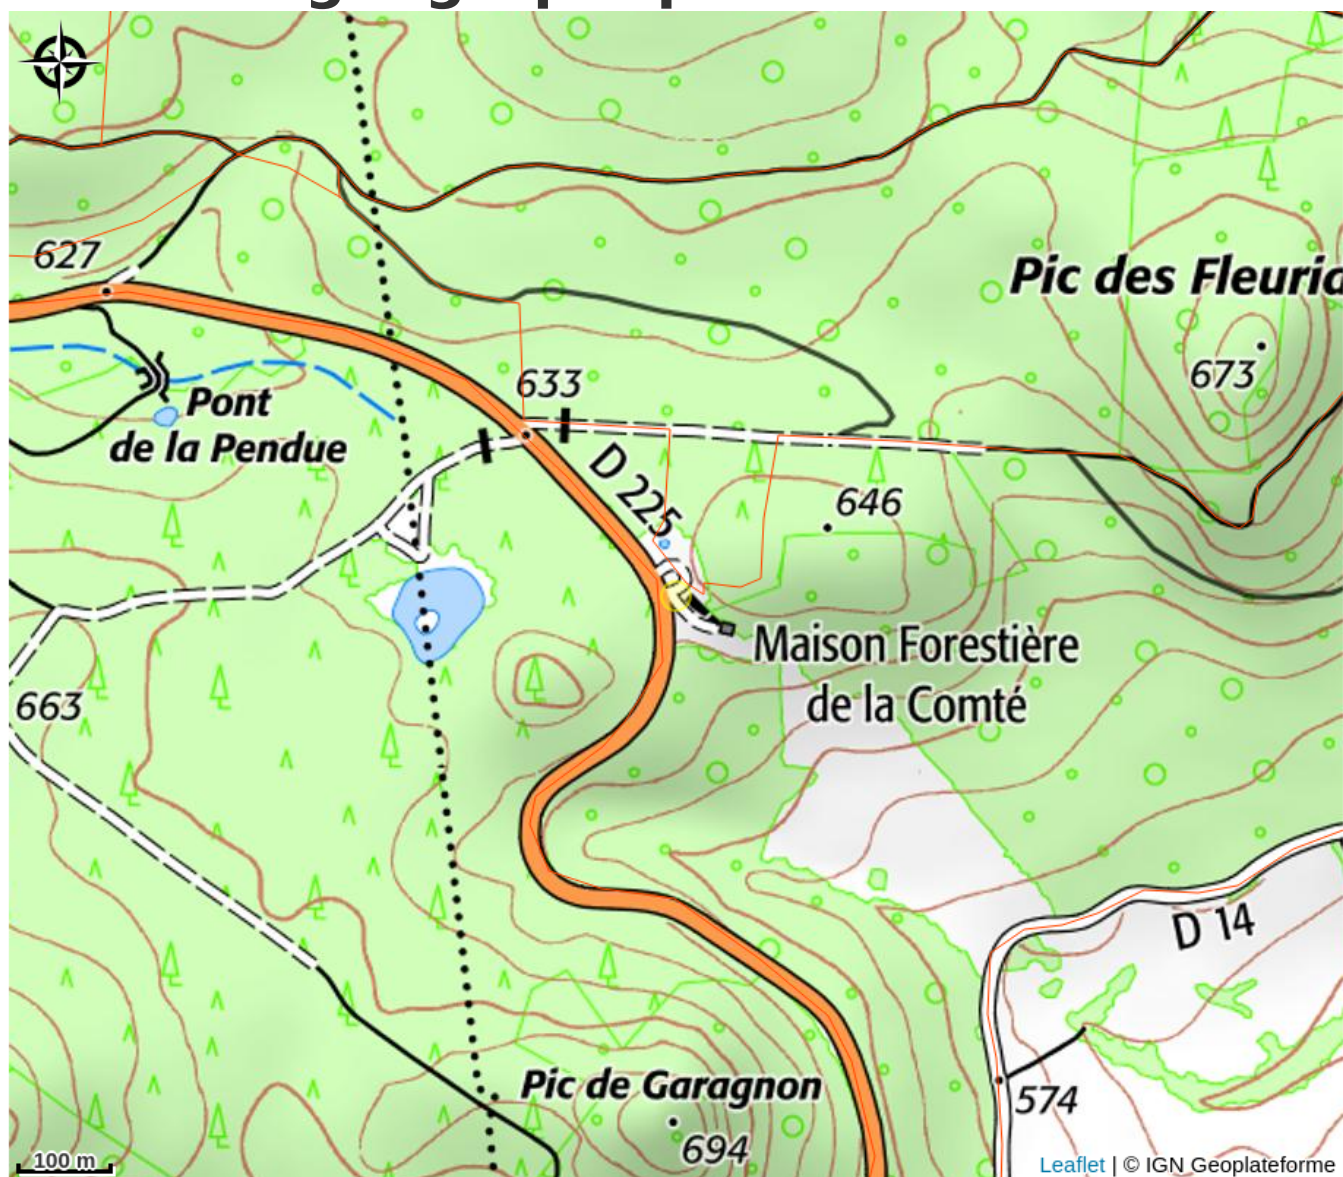 627
Pic des Fleurid
673
633
Pont
de la Pendue
D 225
646
Maison Forestière
de la Comté
663
D 14
Pic de Garagnon
694
574
100 m
Leaflet | © IGN Geoplateforme